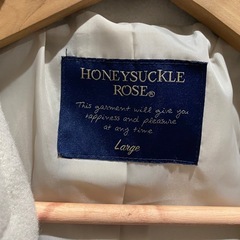 HONEYSUCKLE
ROSE®
This garment will give you
happiness and pleasure
at any time
Large